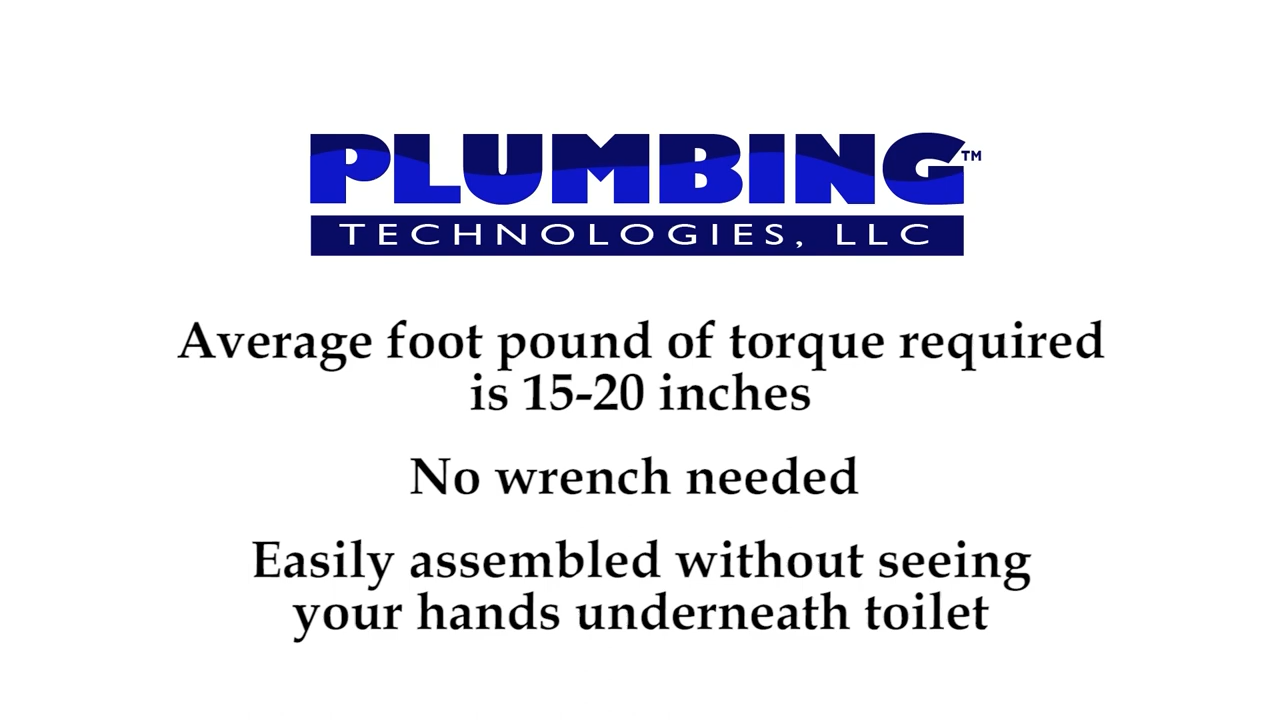 PLUMBING™
TECHNOLOGIES, LLC
Average foot pound of torque required
is 15-20 inches
No wrench needed
Easily assembled without seeing
your hands underneath toilet